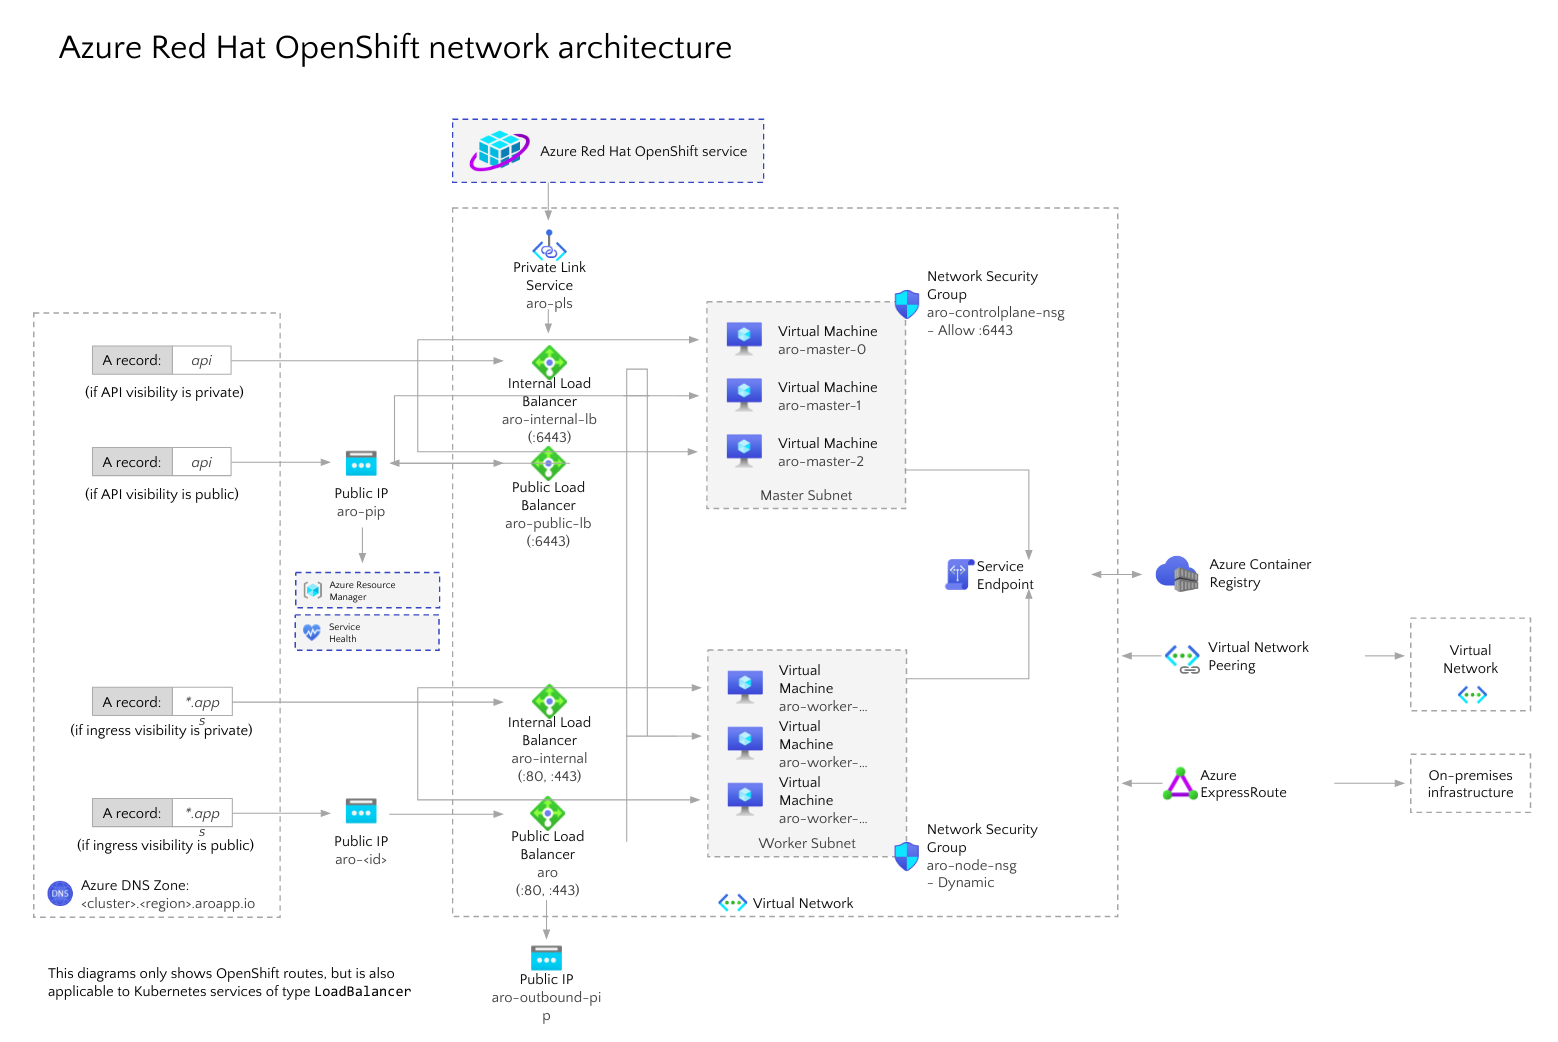 Azure Red Hat OpenShift network architecture
Azure Red Hat OpenShift service
Private Link
Service
aro-pls
Network Security
Group
aro-controlplane-nsg
- Allow :6443
A record: api
(if API visibility is private)
Internal Load
Balancer
aro-internal-lb
(:6443)
Virtual Machine
aro-master-0
Virtual Machine
aro-master-1
Virtual Machine
aro-master-2
Master Subnet
A record: api
(if API visibility is public)
Public IP
aro-pip
Public Load
Balancer
aro-public-lb
(:6443)
Azure Resource
Manager
Service
Health
Service
Endpoint
Azure Container
Registry
Virtual Network
Peering
Virtual
Network
A record: *.app
s
(if ingress visibility is private)
Internal Load
Balancer
aro-internal
(:80, :443)
Virtual
Machine
aro-worker-...
Virtual
Machine
aro-worker-...
Virtual
Machine
aro-worker-...
Worker Subnet
Azure
ExpressRoute
On-premises
infrastructure
A record: *.app
s
(if ingress visibility is public)
Public IP
aro-<id>
Public Load
Balancer
aro
(:80, :443)
Network Security
Group
aro-node-nsg
- Dynamic
DNS
Azure DNS Zone:
<cluster>.<region>.aroapp.io
Virtual Network
Public IP
aro-outbound-pi
p
This diagrams only shows OpenShift routes, but is also
applicable to Kubernetes services of type LoadBalancer